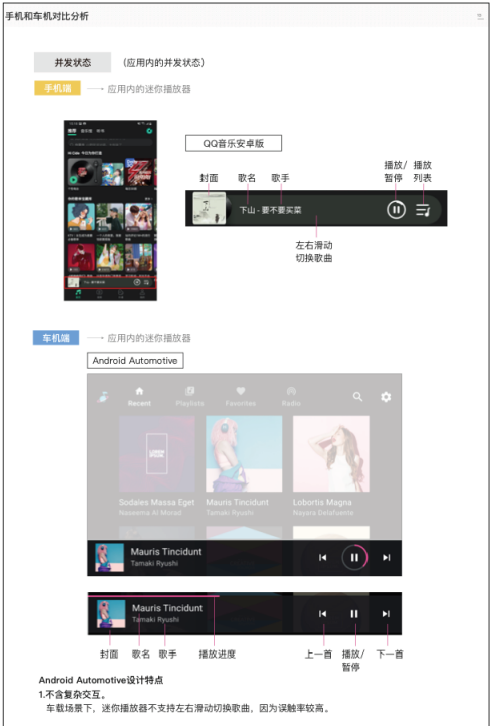 手机和车机对比分析
并发状态 （应用内的并发状态）
手机端 → 应用内的迷你播放器
QQ音乐安卓版
封面 歌名 歌手 播放/暂停 播放列表
下山 - 要不要买菜
左右滑动
切换歌曲
车机端 → 应用内的迷你播放器
Android Automotive
Recent Playlists Favorites Radio
Sodales Massa Eget Mauris Tincidunt Lobortis Magna
Nasseema Al Morad Tamaki Ryushi Nayara Delafuente
Mauris Tincidunt
Tamaki Ryushi
Mauris Tincidunt
Tamaki Ryushi
封面 歌名 歌手 播放进度 上一首 播放/暂停 下一首
Android Automotive设计特点
1.不含复杂交互。
车载场景下，迷你播放器不支持左右滑动切换歌曲，因为误触率较高。